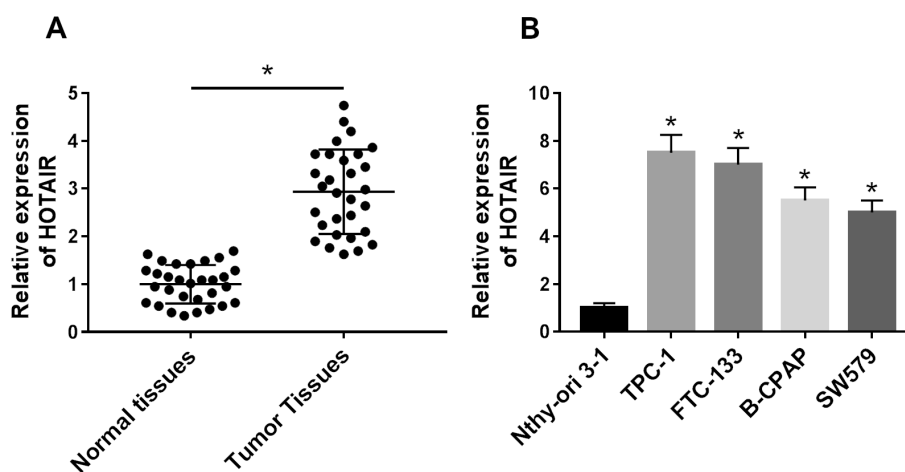 A
*
Relative expression
of HOTAIR
5
4
3
2
1
0
Normal tissues
Tumor Tissues
B
Relative expression
of HOTAIR
10
8
6
4
2
0
*
*
*
*
Nthy-ori 3-1
TPC-1
FTC-133
B-CPAP
SW579